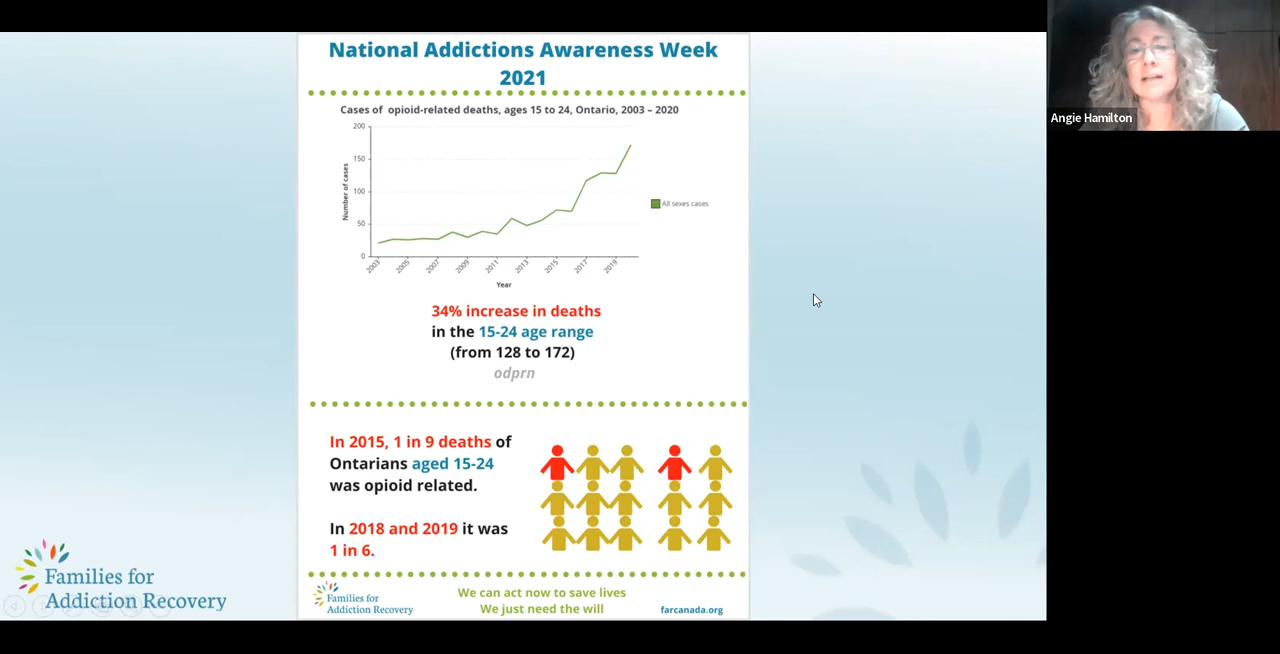 National Addictions Awareness Week
2021
Cases of opioid-related deaths, ages 15 to 24, Ontario, 2003 – 2020
200
150
100
50
0
Number of cases
2003
2005
2007
2009
2011
2013
2015
2017
2019
Year
All sexes cases
34% increase in deaths
in the 15-24 age range
(from 128 to 172)
odprn
In 2015, 1 in 9 deaths of
Ontarians aged 15-24
was opioid related.
In 2018 and 2019 it was
1 in 6.
Families for
Addiction Recovery
We can act now to save lives
We just need the will
farcanada.org
Families for
Addiction Recovery
Angie Hamilton